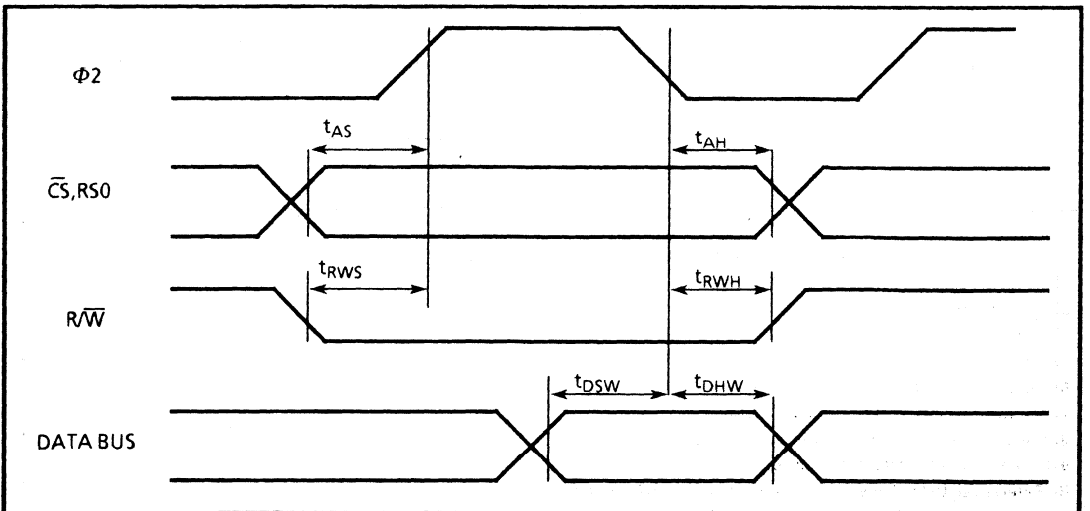 Φ2
tAS
tAH
C̅S̅,RS0
tRWS
tRWH
R/W̅
tDSW
tDHW
DATA BUS